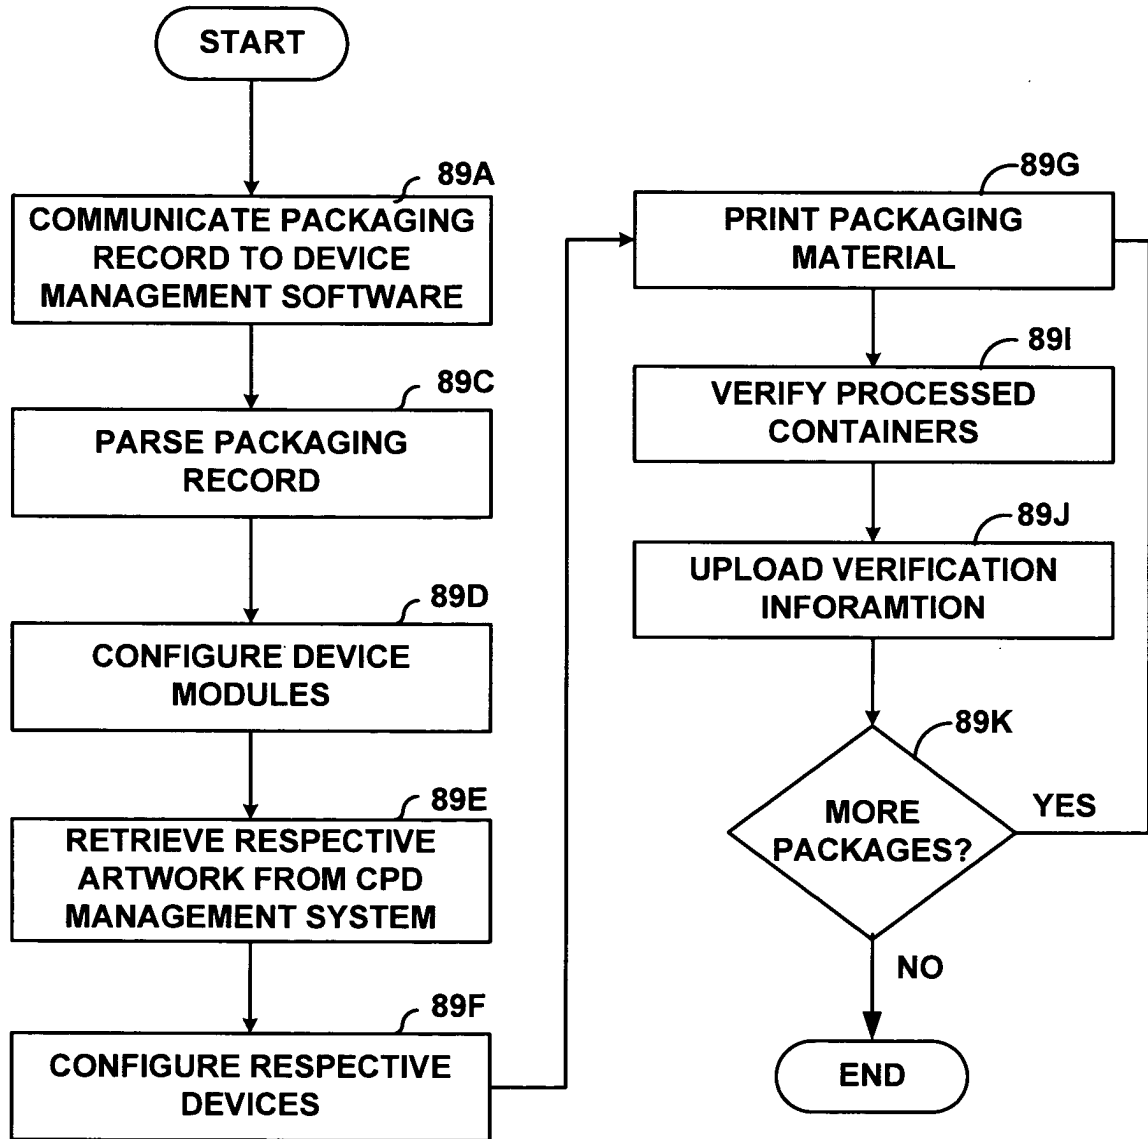 START
89A
COMMUNICATE PACKAGING
RECORD TO DEVICE
MANAGEMENT SOFTWARE
89C
PARSE PACKAGING
RECORD
89D
CONFIGURE DEVICE
MODULES
89E
RETRIEVE RESPECTIVE
ARTWORK FROM CPD
MANAGEMENT SYSTEM
89F
CONFIGURE RESPECTIVE
DEVICES
89G
PRINT PACKAGING
MATERIAL
89I
VERIFY PROCESSED
CONTAINERS
89J
UPLOAD VERIFICATION
INFORAMTION
89K
MORE
PACKAGES?
YES
NO
END